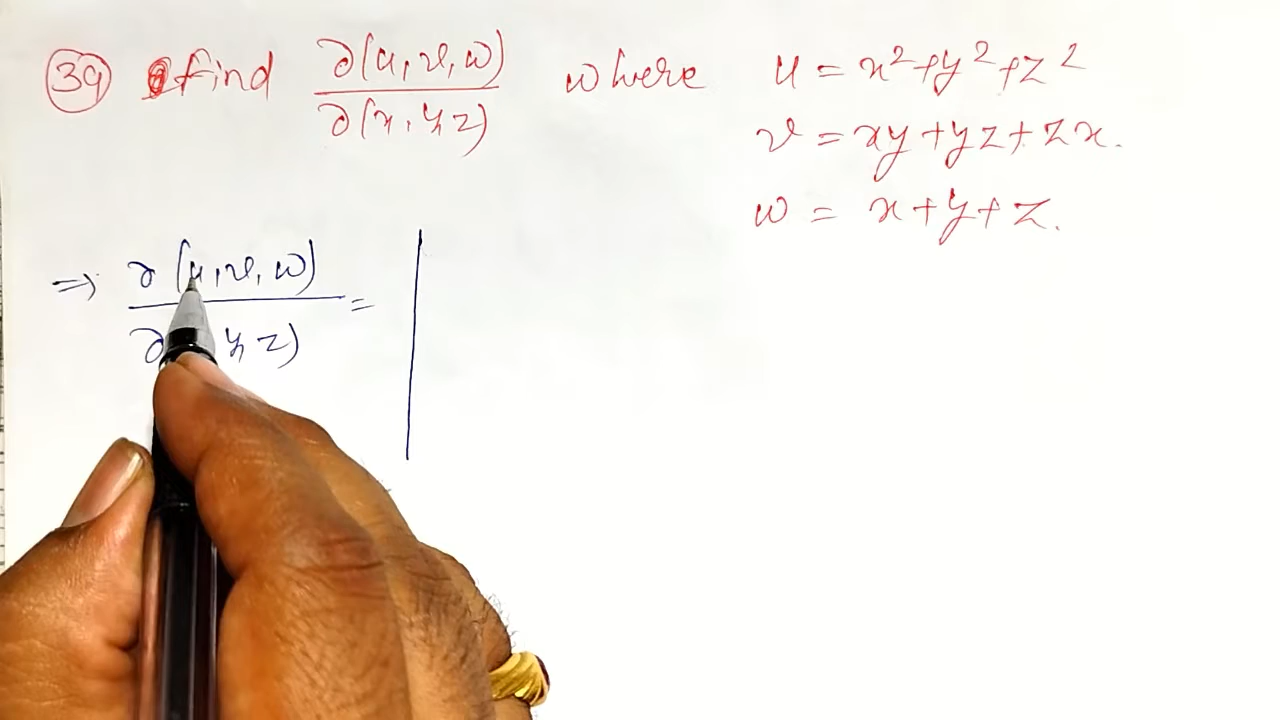 39 find ∂(u,v,w) where u = x²+y²+z²
∂(x,y,z)
v = xy+yz+zx.
w = x+y+z.
⇒ ∂(u,v,w) =
∂ y,z)